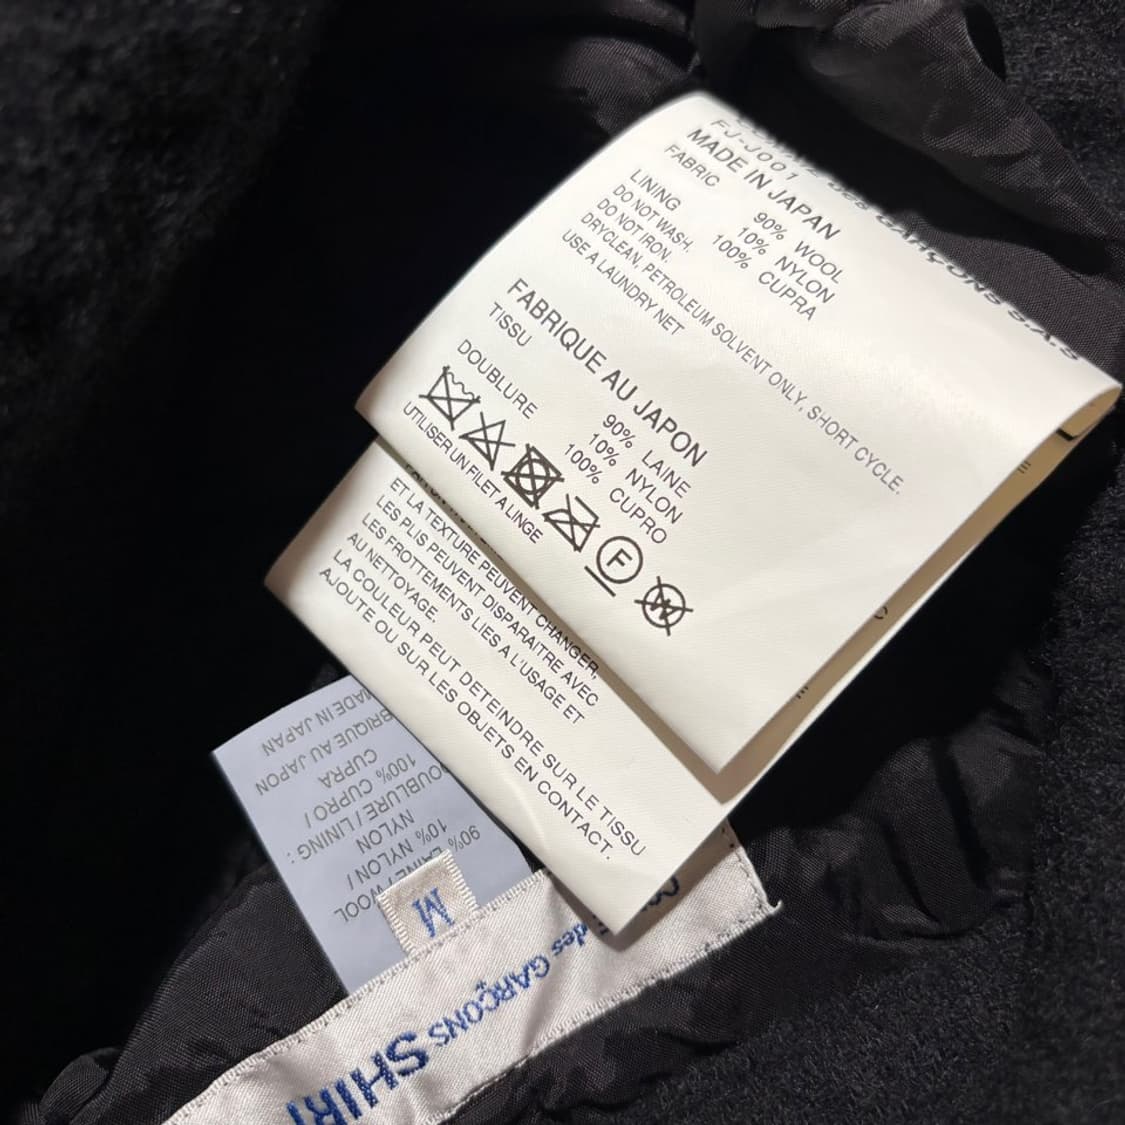 des GARÇONS S.A.S
FJ-J001
MADE IN JAPAN
FABRIC
90% WOOL
10% NYLON
LINING 100% CUPRA
DO NOT WASH.
DO NOT IRON.
DRYCLEAN, PETROLEUM SOLVENT ONLY, SHORT CYCLE.
USE A LAUNDRY NET
FABRIQUE AU JAPON
TISSU
90% LAINE
10% NYLON
DOUBLURE 100% CUPRO
F
W
UTILISER UN FILET A LINGE
ET LA TEXTURE PEUVENT CHANGER,
LES PLIS PEUVENT DISPARAITRE AVEC
LES FROTTEMENTS LIES A L'USAGE ET
AU NETTOYAGE.
LA COULEUR PEUT DETEINDRE SUR LE TISSU
AJOUTE OU SUR LES OBJETS EN CONTACT.
90% LAINE / WOOL
10% NYLON /
NYLON
DOUBLURE / LINING :
100% CUPRO /
CUPRA
FABRIQUE AU JAPON
MADE IN JAPAN
M
des GARÇONS
SHIRT